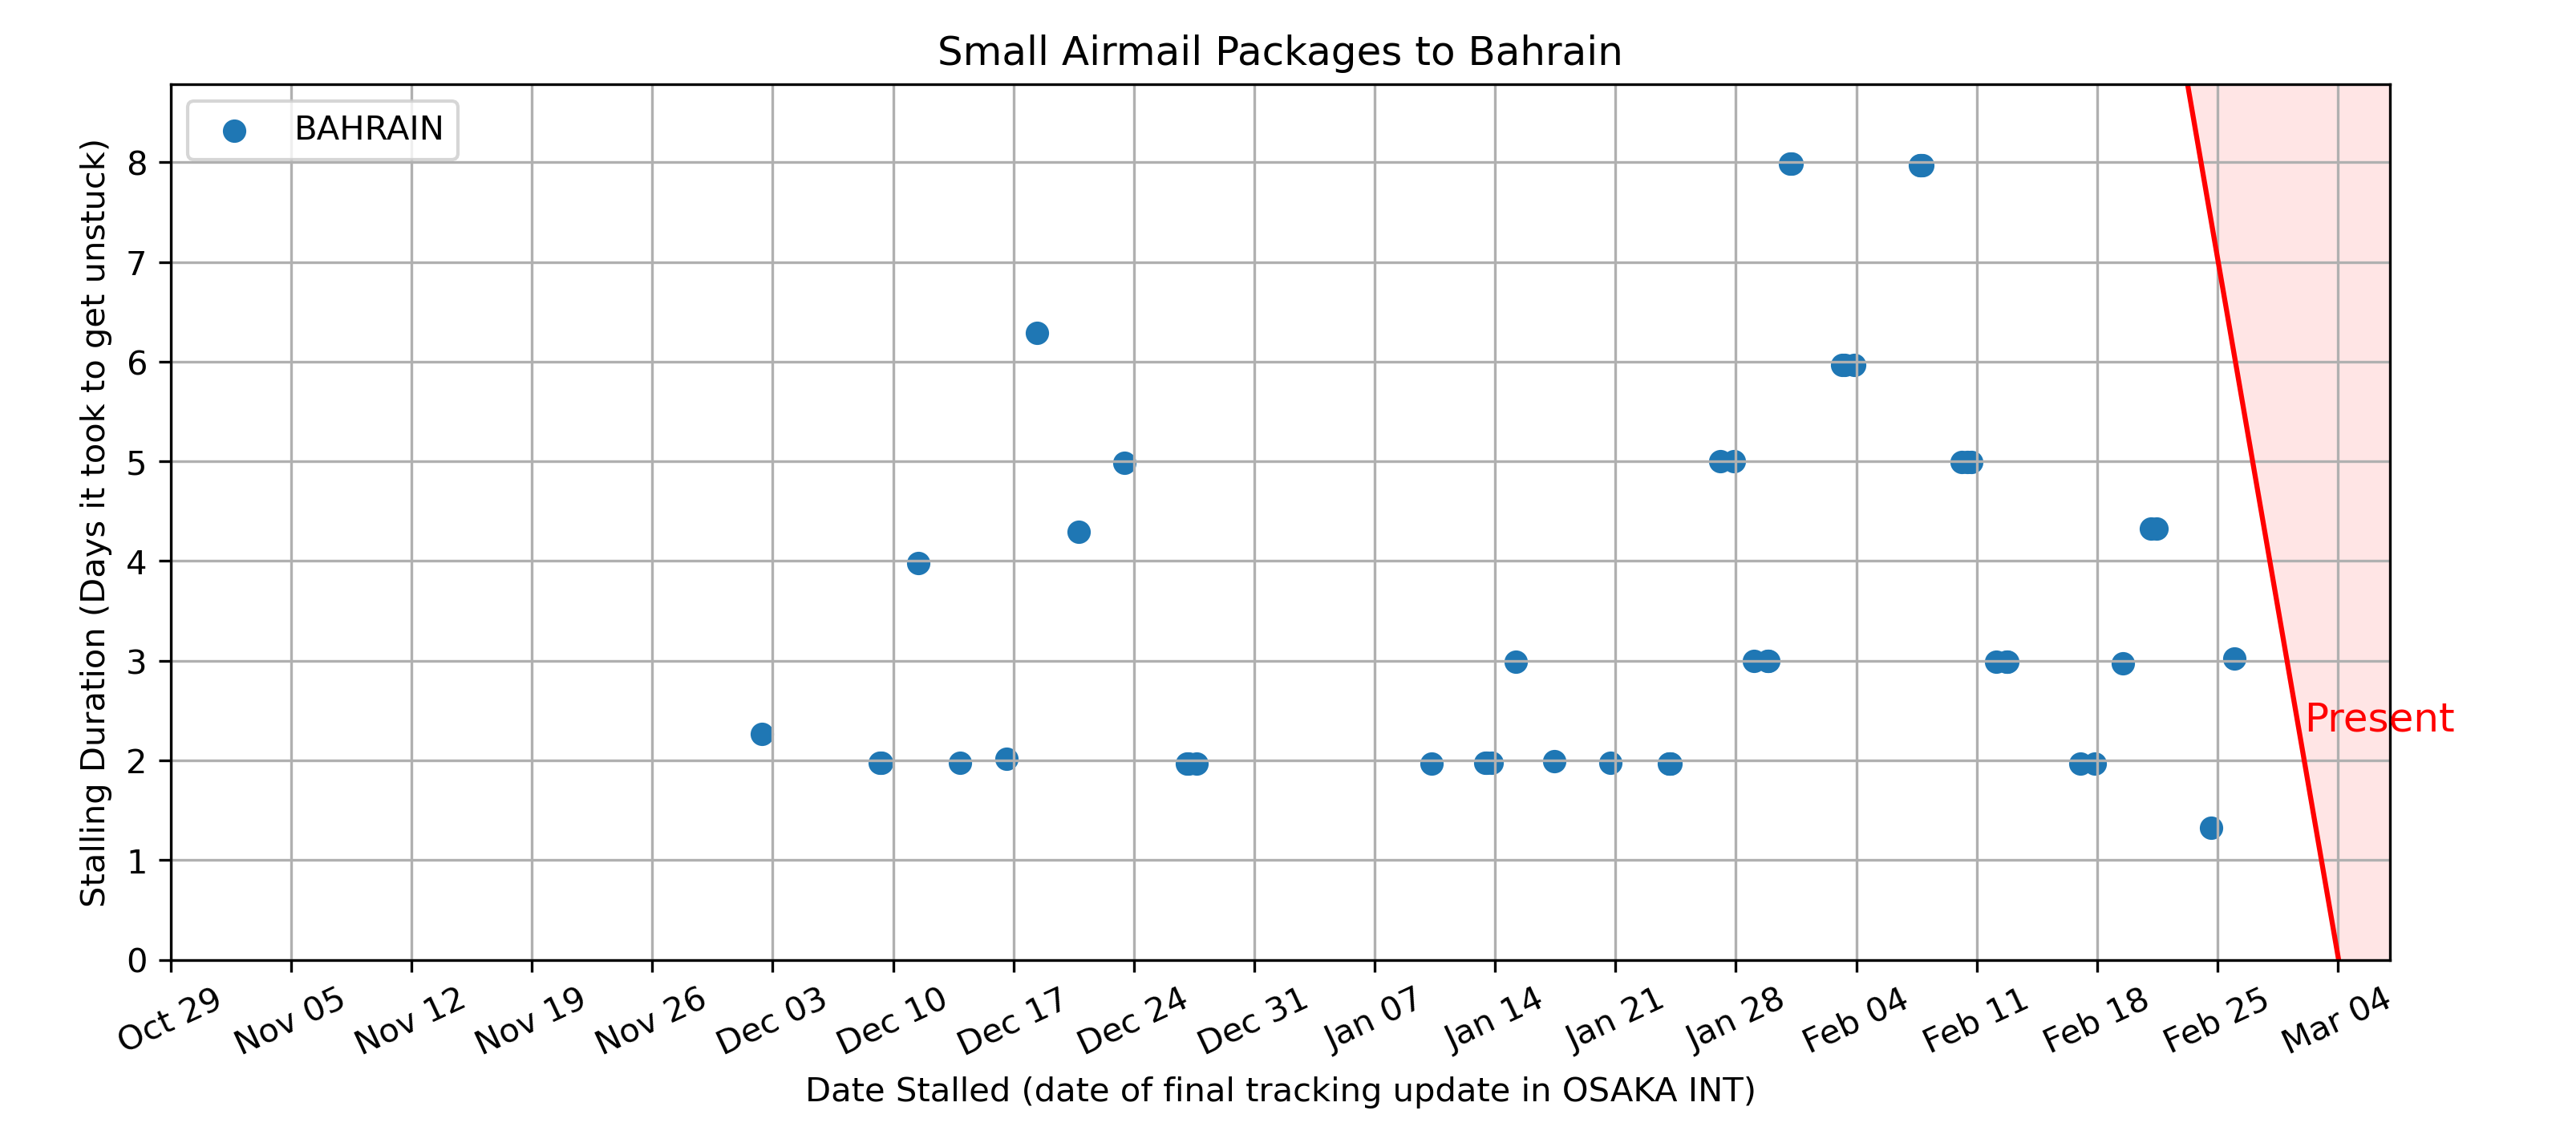 Small Airmail Packages to Bahrain
BAHRAIN
Stalling Duration (Days it took to get unstuck)
8
7
6
5
4
3
2
1
0
Present
Oct 29 Nov 05 Nov 12 Nov 19 Nov 26 Dec 03 Dec 10 Dec 17 Dec 24 Dec 31 Jan 07 Jan 14 Jan 21 Jan 28 Feb 04 Feb 11 Feb 18 Feb 25 Mar 04
Date Stalled (date of final tracking update in OSAKA INT)